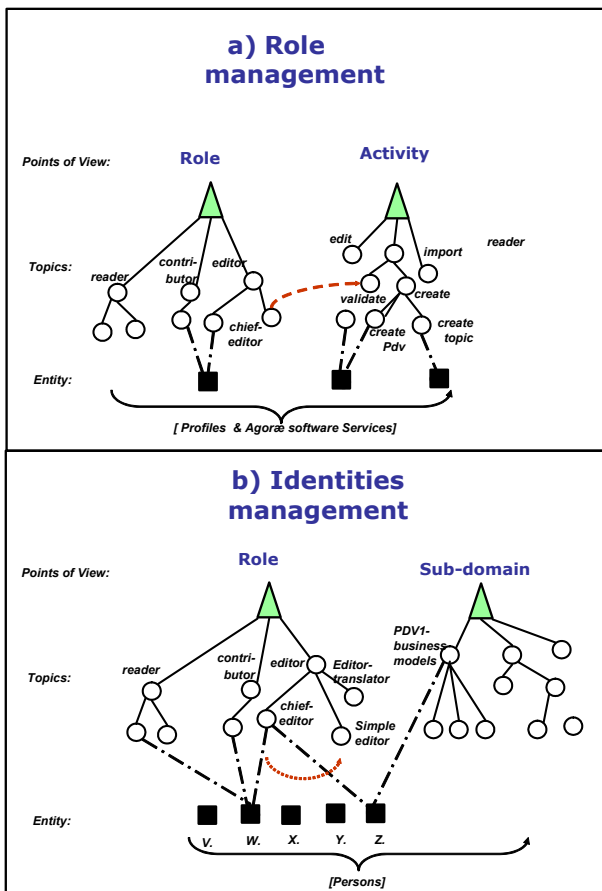 a) Role
management
Points of View:
Role
Activity
edit
import
reader
Topics:
reader
contri-
butor
editor
validate
create
chief-
editor
create
Pdv
create
topic
Entity:
[ Profiles & Agoræ software Services]
b) Identities
management
Points of View:
Role
Sub-domain
PDV1-
business
models
reader
contri-
butor
editor
Editor-
translator
Topics:
chief-
editor
Simple
editor
Entity:
V.
W.
X.
Y.
Z.
[Persons]